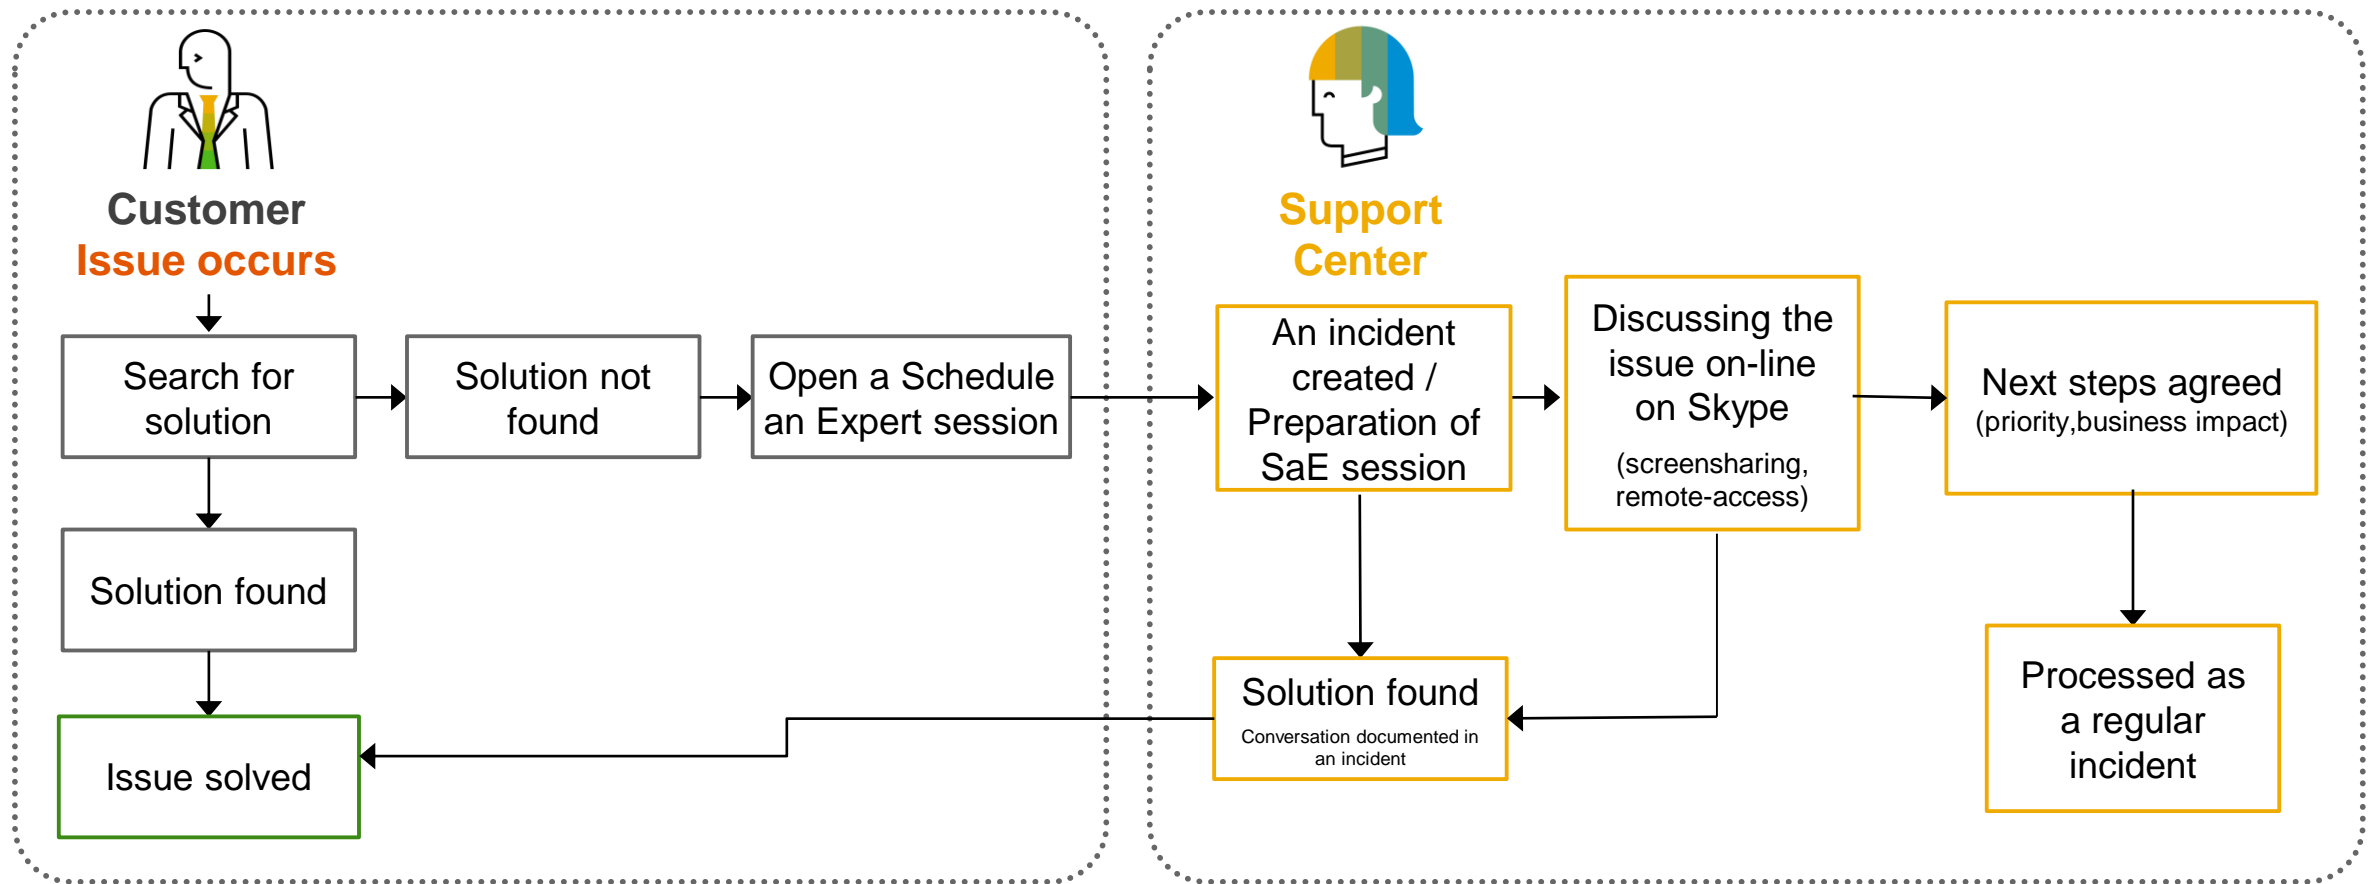 Customer
Issue occurs
Search for
solution
Solution not
found
Open a Schedule
an Expert session
Solution found
Issue solved
Support
Center
An incident
created /
Preparation of
SaE session
Discussing the
issue on-line
on Skype
(screensharing,
remote-access)
Next steps agreed
(priority,business impact)
Solution found
Conversation documented in
an incident
Processed as
a regular
incident